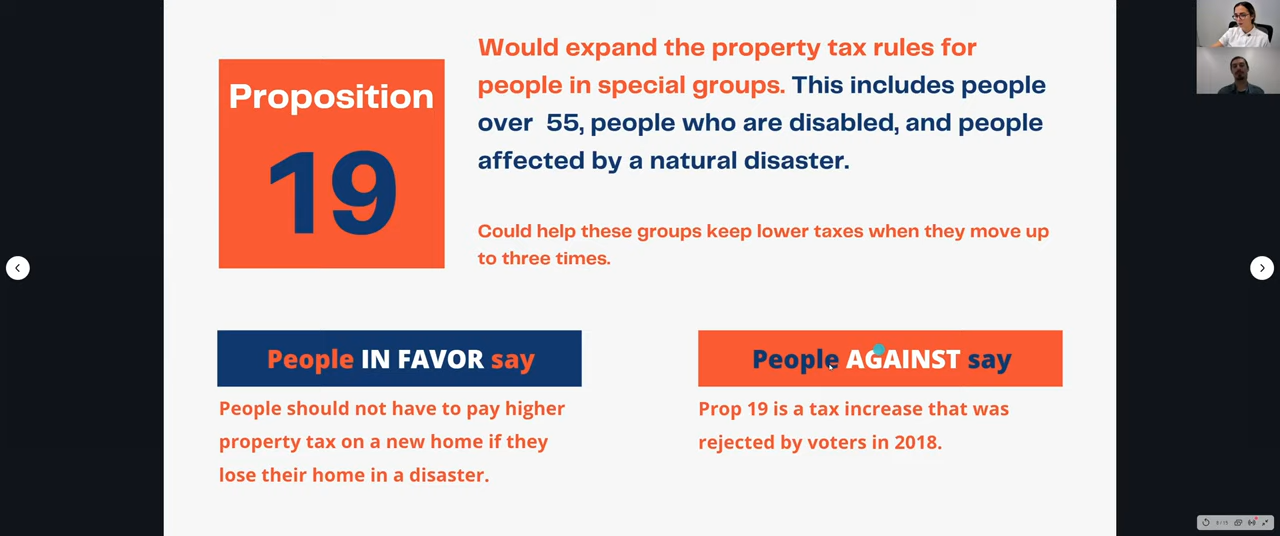 Proposition
19
Would expand the property tax rules for
people in special groups. This includes people
over 55, people who are disabled, and people
affected by a natural disaster.
Could help these groups keep lower taxes when they move up
to three times.
People IN FAVOR say
People should not have to pay higher
property tax on a new home if they
lose their home in a disaster.
People AGAINST say
Prop 19 is a tax increase that was
rejected by voters in 2018.